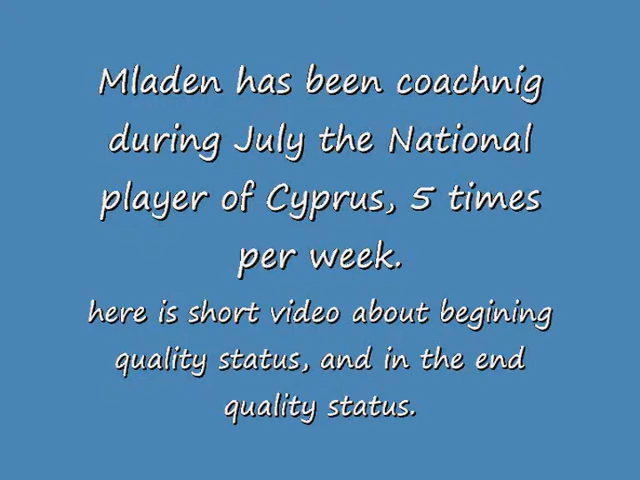 Mladen has been coachnig
during July the National
player of Cyprus, 5 times
per week.
here is short video about begining
quality status, and in the end
quality status.